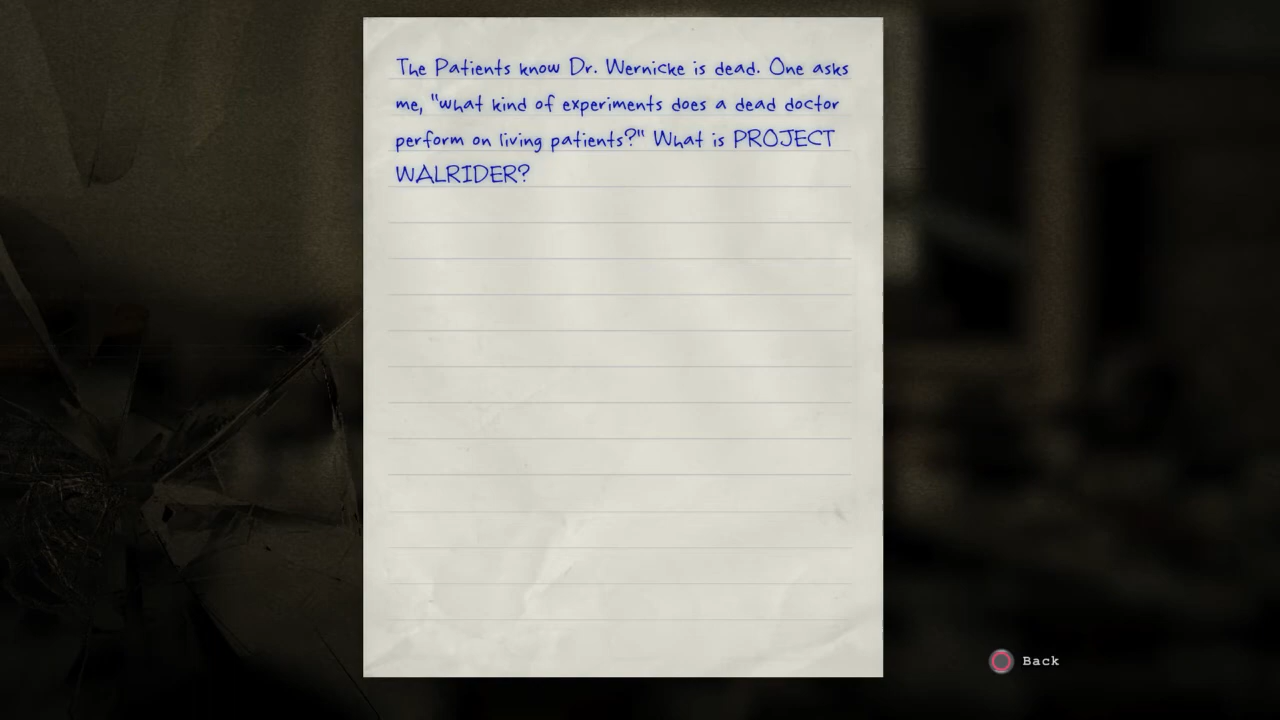 The Patients know Dr. Wernicke is dead. One asks
me, "what kind of experiments does a dead doctor
perform on living patients?" What is PROJECT
WALRIDER?
Back